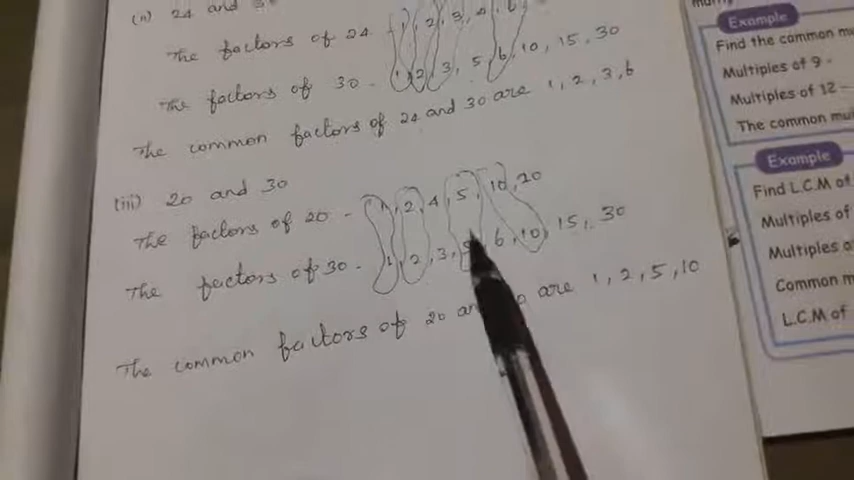 (ii) 24 and
The factors of 24 - 1, 2, 3, 4, 6,
The factors of 30 - 1, 2, 3, 5, 6, 10, 15, 30
The common factors of 24 and 30 are 1, 2, 3, 6
(iii) 20 and 30
The factors of 20 - 1, 2, 4, 5, 10, 20
The factors of 30 - 1, 2, 3, 5, 6, 10, 15, 30
The common factors of 20 are 1, 2, 5, 10
Example
Find the common
Multiples of 9 -
Multiples of 12 -
The common
Example
Find L.C.M of
Multiples of
Multiples of
Common
L.C.M of